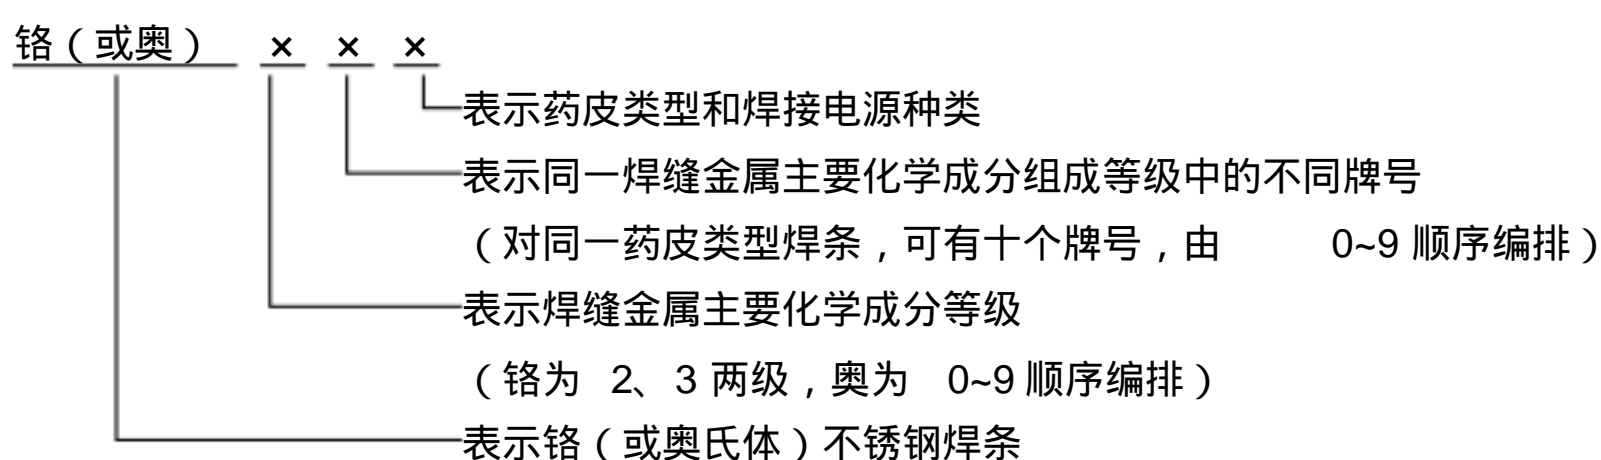 铬（或奥） × × ×
表示药皮类型和焊接电源种类
表示同一焊缝金属主要化学成分组成等级中的不同牌号
（对同一药皮类型焊条，可有十个牌号，由 0~9 顺序编排）
表示焊缝金属主要化学成分等级
（铬为 2、3 两级，奥为 0~9 顺序编排）
表示铬（或奥氏体）不锈钢焊条